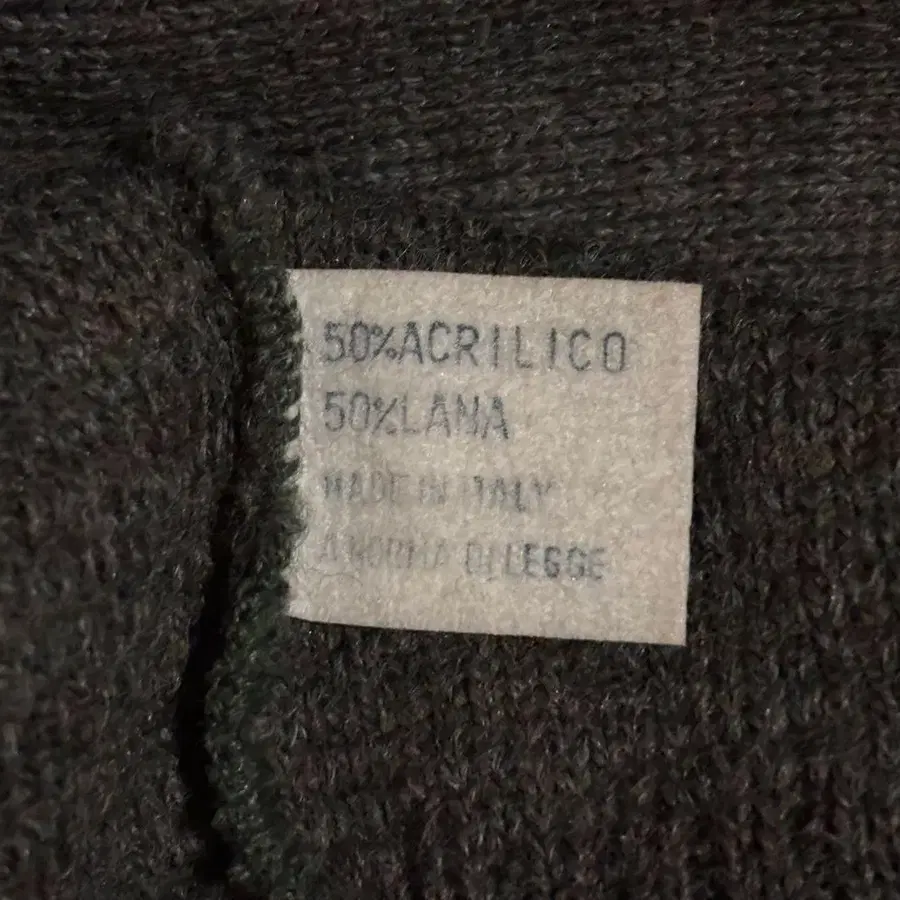 50%ACRILICO
50%LANA
MADE IN ITALY
A NORMA DI LEGGE